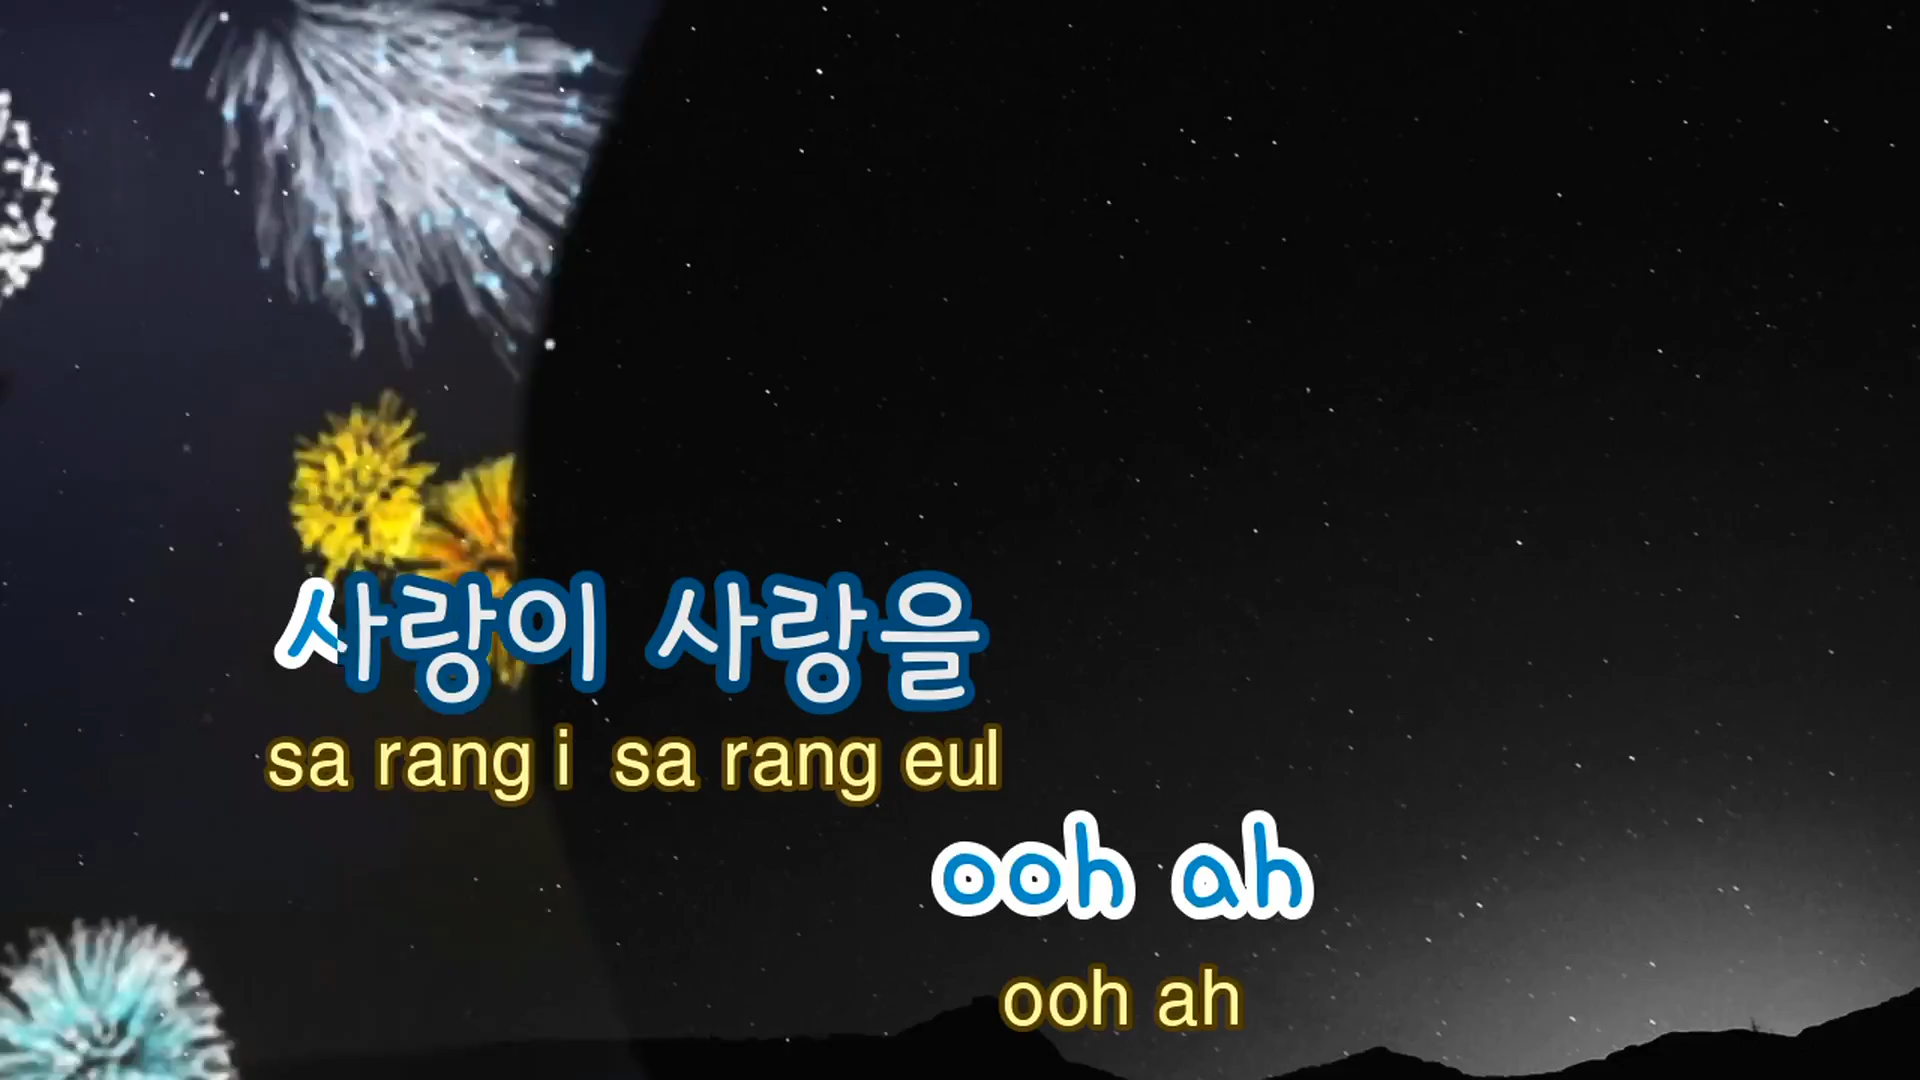 사랑이 사랑을
sa rang i sa rang eul
ooh ah
ooh ah